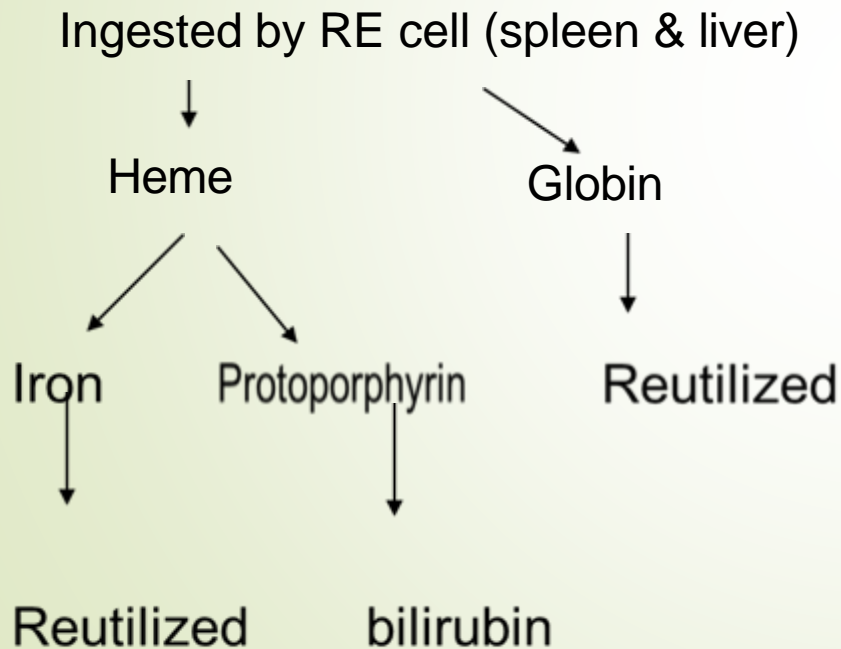 Ingested by RE cell (spleen & liver)
Heme
Globin
Iron
Protoporphyrin
Reutilized
Reutilized
bilirubin